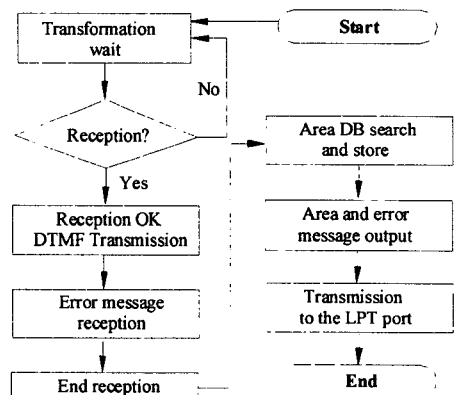 Start
Transformation
wait
No
Reception?
Yes
Reception OK
DTMF Transmission
Error message
reception
End reception
Area DB search
and store
Area and error
message output
Transmission
to the LPT port
End